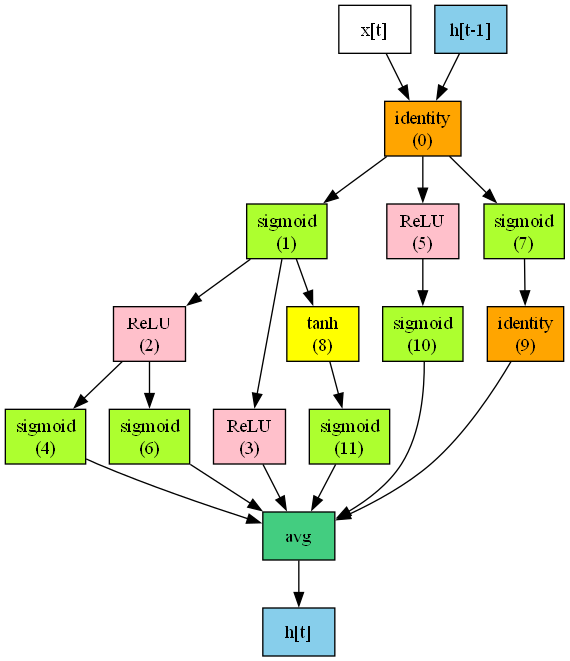 x[t]
h[t-1]
identity
(0)
sigmoid
(1)
ReLU
(5)
sigmoid
(7)
ReLU
(2)
tanh
(8)
sigmoid
(10)
identity
(9)
sigmoid
(4)
sigmoid
(6)
ReLU
(3)
sigmoid
(11)
avg
h[t]